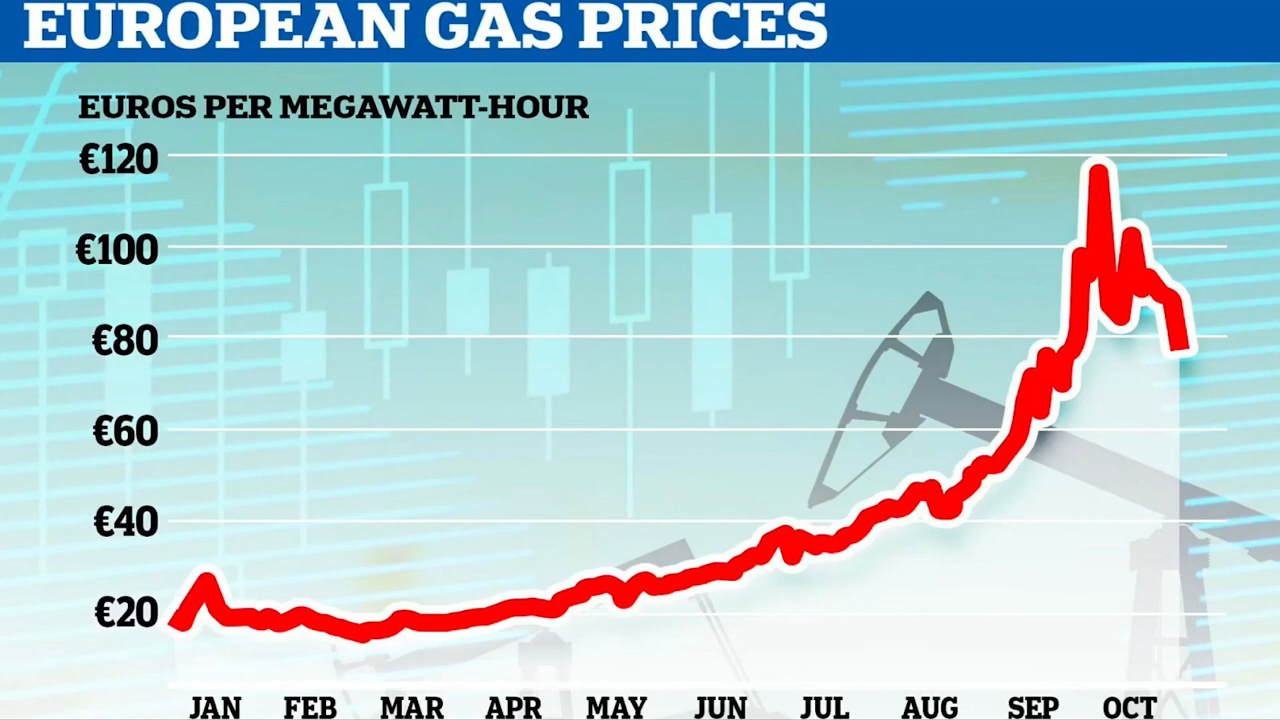 EUROPEAN GAS PRICES
EUROS PER MEGAWATT-HOUR
€120
€100
€80
€60
€40
€20
JAN FEB MAR APR MAY JUN JUL AUG SEP OCT